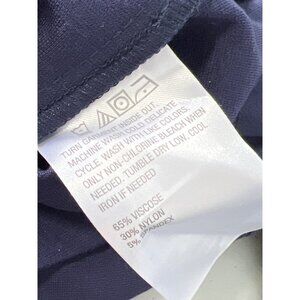 TURN GARMENT INSIDE OUT.
MACHINE WASH COLD, DELICATE
CYCLE. WASH WITH LIKE COLORS.
ONLY NON-CHLORINE BLEACH WHEN
NEEDED. TUMBLE DRY LOW. COOL
IRON IF NEEDED
65% VISCOSE
30% NYLON
5% SPANDEX